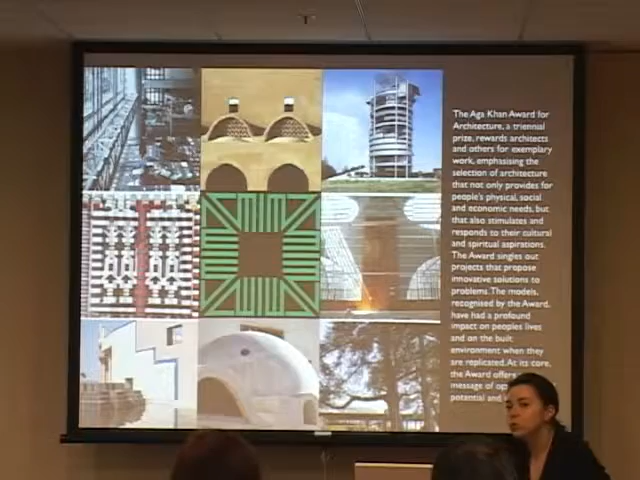 The Aga Khan Award for
Architecture, a triennial
prize, rewards architects
and others for exemplary
work, emphasising the
selection of architecture
that not only provides for
people's physical, social
and economic needs, but
that also stimulates and
responds to their cultural
and spiritual aspirations.
The Award singles out
projects that propose
innovative solutions to
problems. The models,
recognised by the Award,
have had a profound
impact on peoples lives
and on the built
environment when they
are replicated. At its core,
the Award offers
message of
potential and